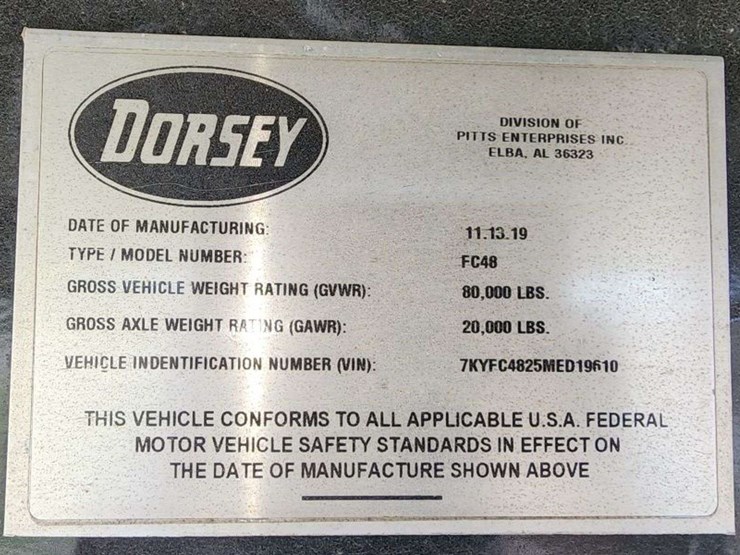 DORSEY
DIVISION OF
PITTS ENTERPRISES INC.
ELBA, AL 36323
DATE OF MANUFACTURING: 11.13.19
TYPE / MODEL NUMBER: FC48
GROSS VEHICLE WEIGHT RATING (GVWR): 80,000 LBS.
GROSS AXLE WEIGHT RATING (GAWR): 20,000 LBS.
VEHICLE INDENTIFICATION NUMBER (VIN): 7KYFC4825MED19610
THIS VEHICLE CONFORMS TO ALL APPLICABLE U.S.A. FEDERAL
MOTOR VEHICLE SAFETY STANDARDS IN EFFECT ON
THE DATE OF MANUFACTURE SHOWN ABOVE